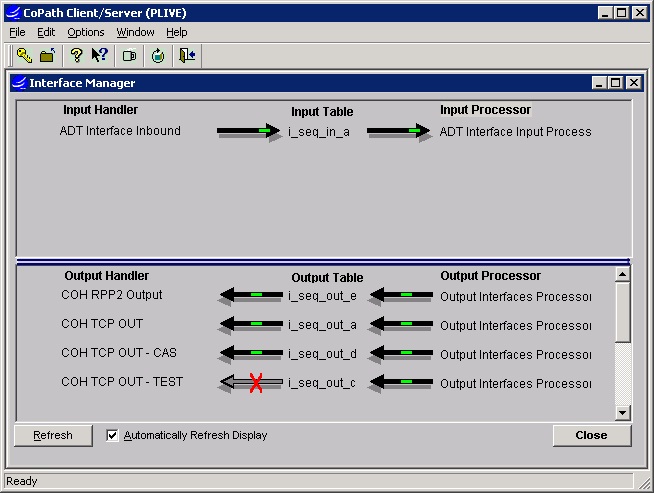 CoPath Client/Server (PLIVE)
File Edit Options Window Help
Interface Manager
Input Handler Input Table Input Processor
ADT Interface Inbound i_seq_in_a ADT Interface Input Process
Output Handler Output Table Output Processor
COH RPP2 Output i_seq_out_e Output Interfaces Processor
COH TCP OUT i_seq_out_a Output Interfaces Processor
COH TCP OUT - CAS i_seq_out_d Output Interfaces Processor
COH TCP OUT - TEST i_seq_out_c Output Interfaces Processor
Refresh Automatically Refresh Display Close
Ready